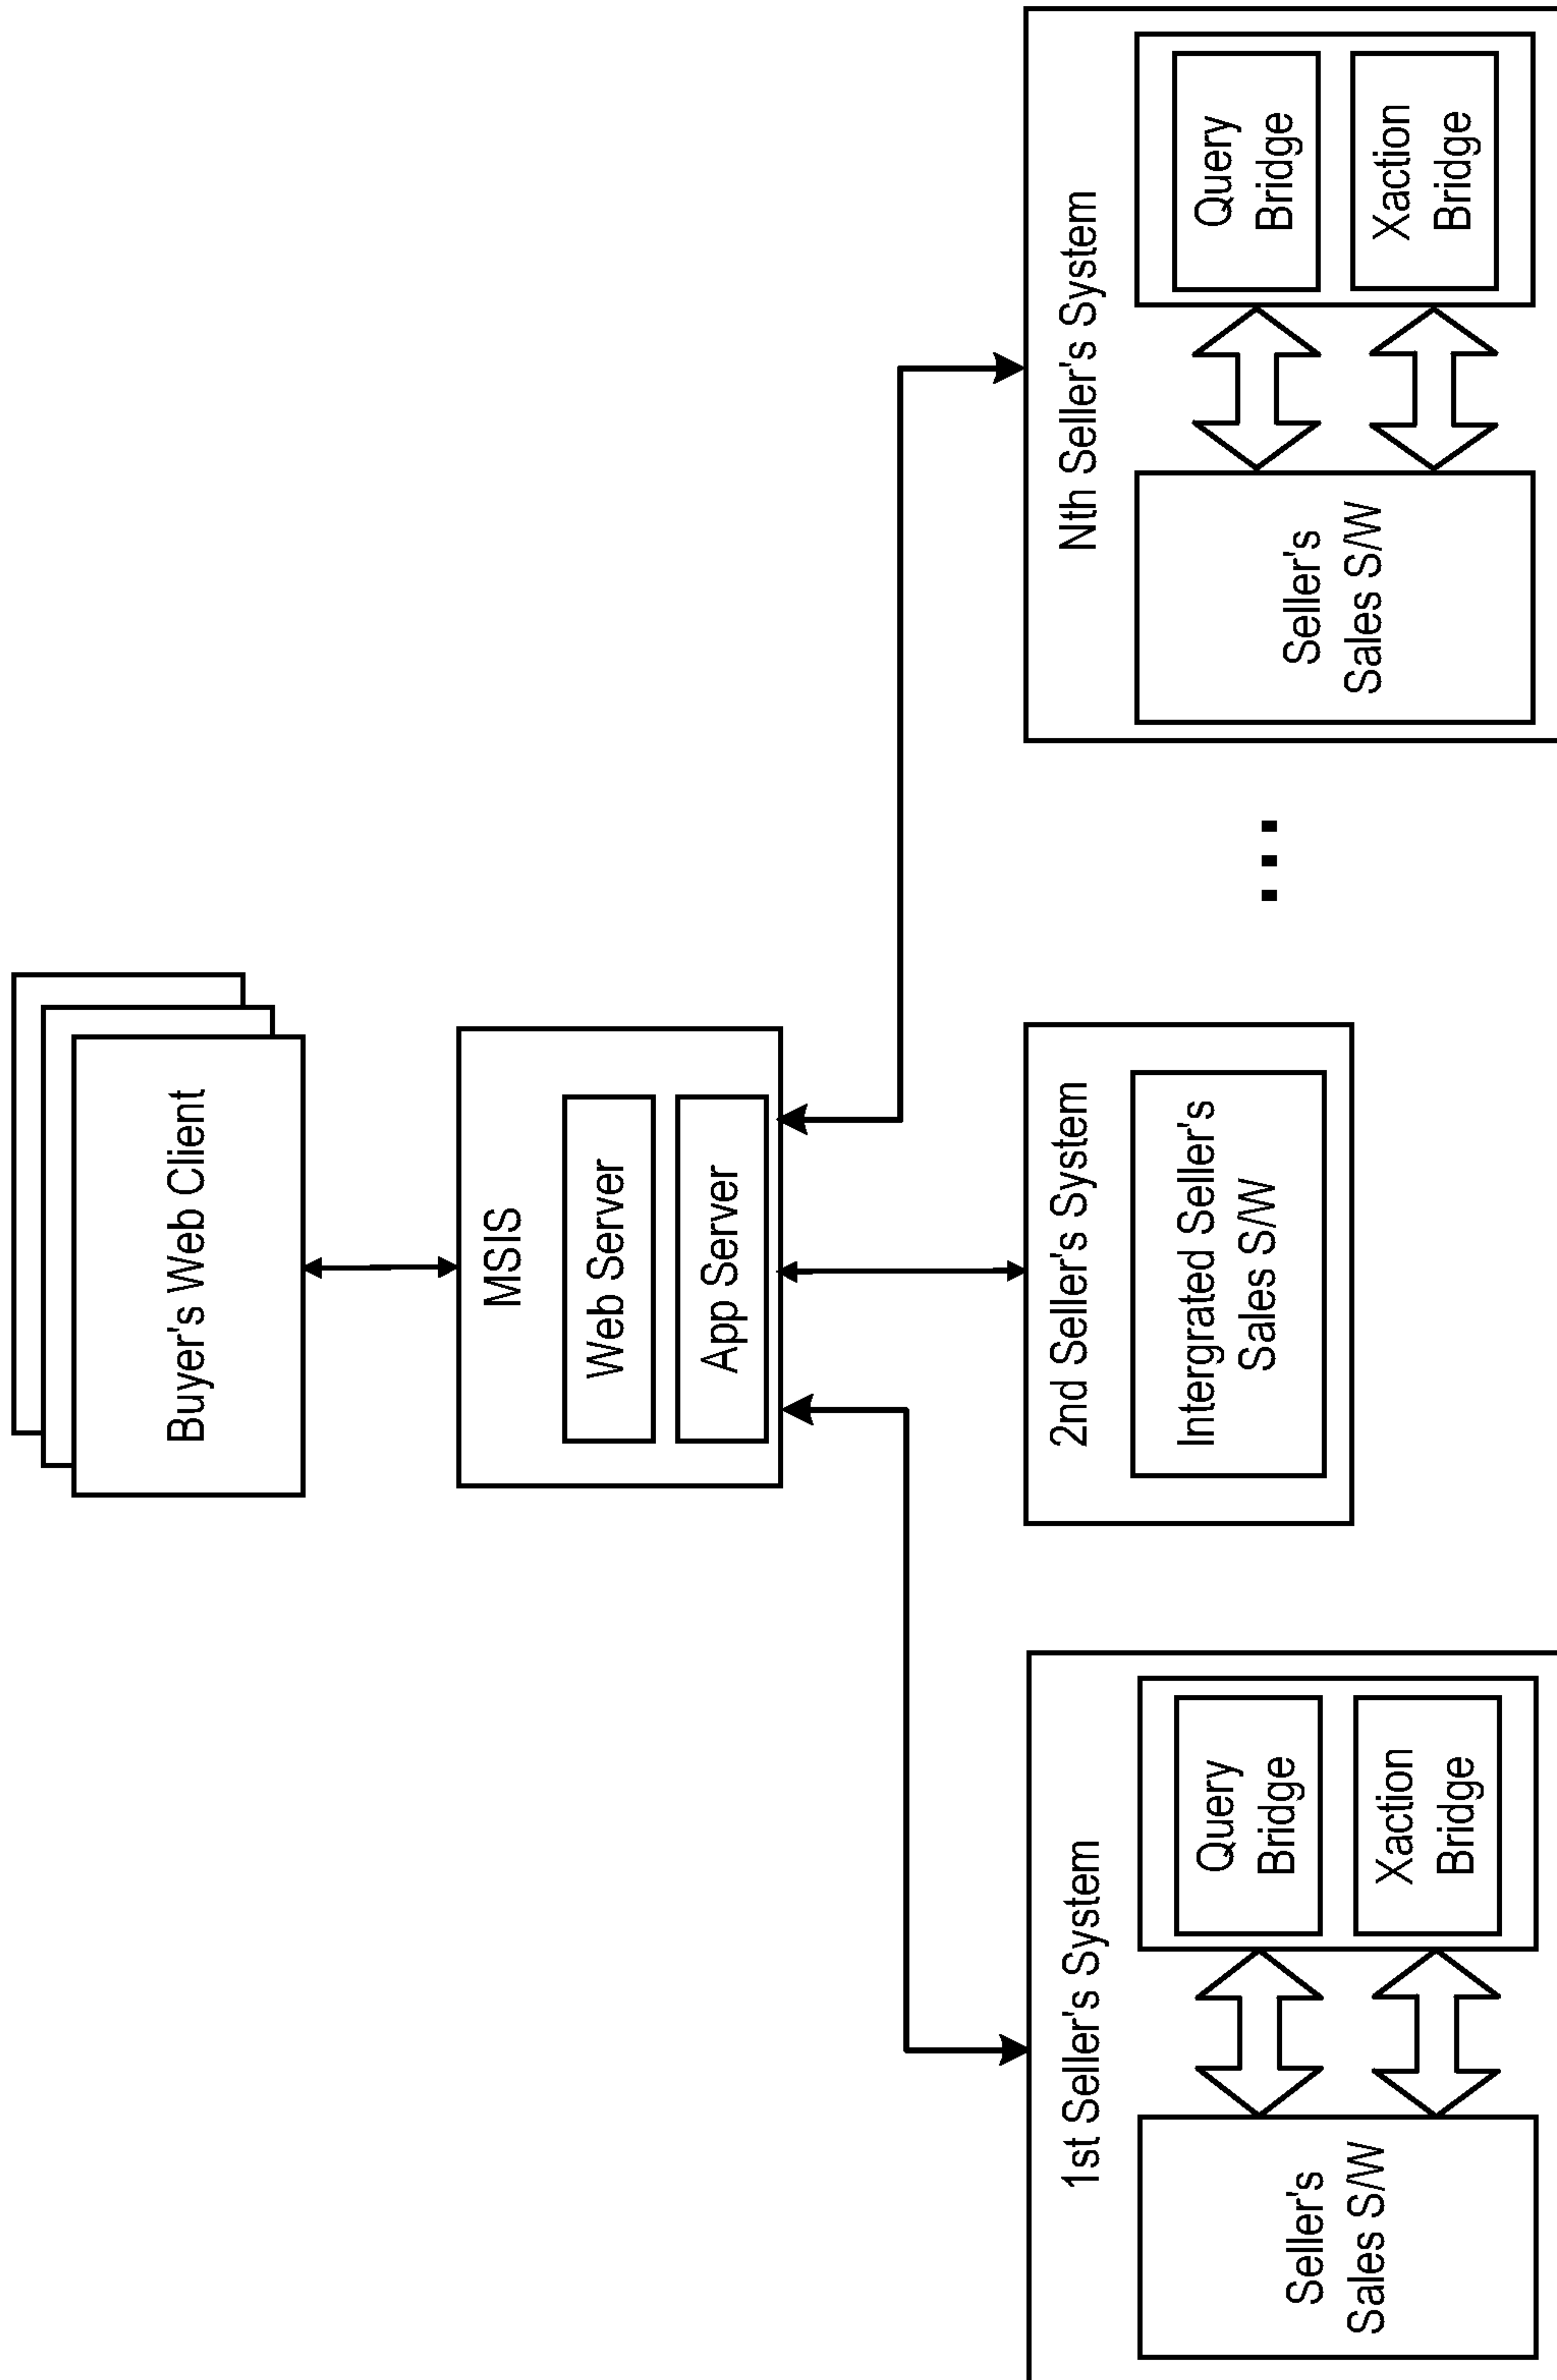 Buyer's Web Client
MSIS
Web Server
App Server
1st Seller's System
Seller's
Sales S/W
Query
Bridge
Xaction
Bridge
2nd Seller's System
Intergrated Seller's
Sales S/W
...
Nth Seller's System
Seller's
Sales S/W
Query
Bridge
Xaction
Bridge